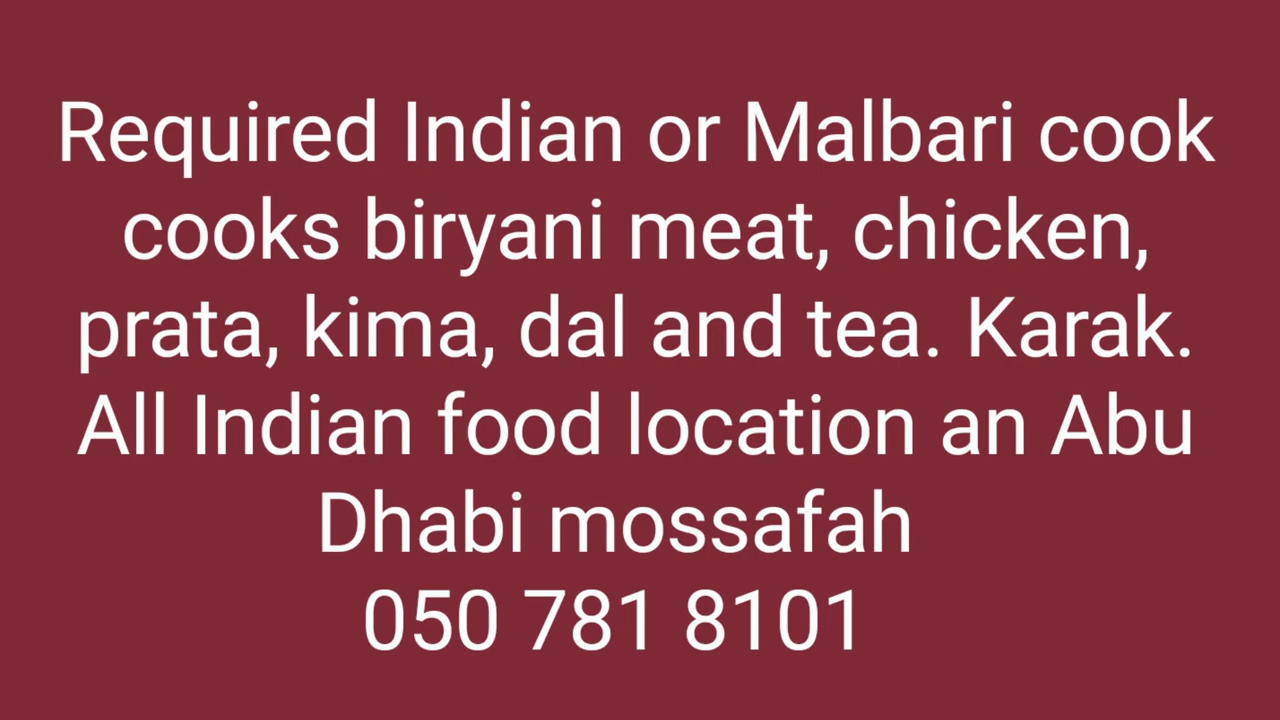 Required Indian or Malbari cook
cooks biryani meat, chicken,
prata, kima, dal and tea. Karak.
All Indian food location an Abu
Dhabi mossafah
050 781 8101